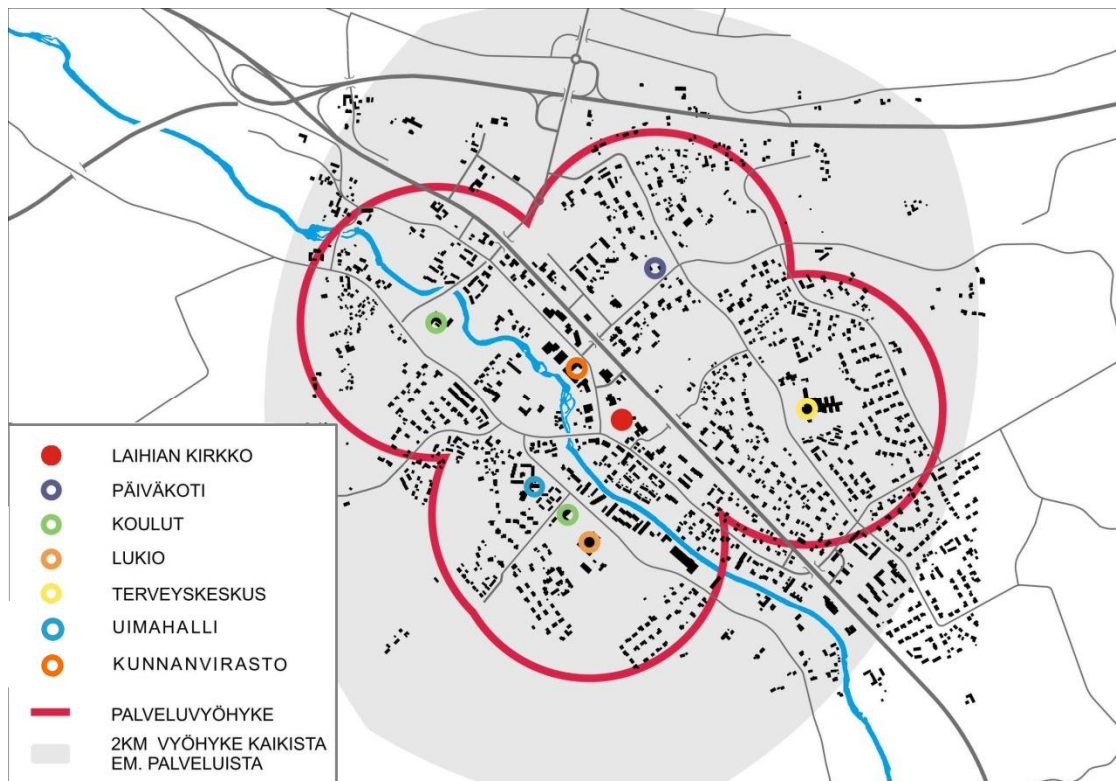 LAIHIAN KIRKKO
PÄIVÄKOTI
KOULUT
LUKIO
TERVEYSKESKUS
UIMAHALLI
KUNNANVIRASTO
PALVELUVYÖHYKE
2KM VYÖHYKE KAIKISTA
EM. PALVELUISTA